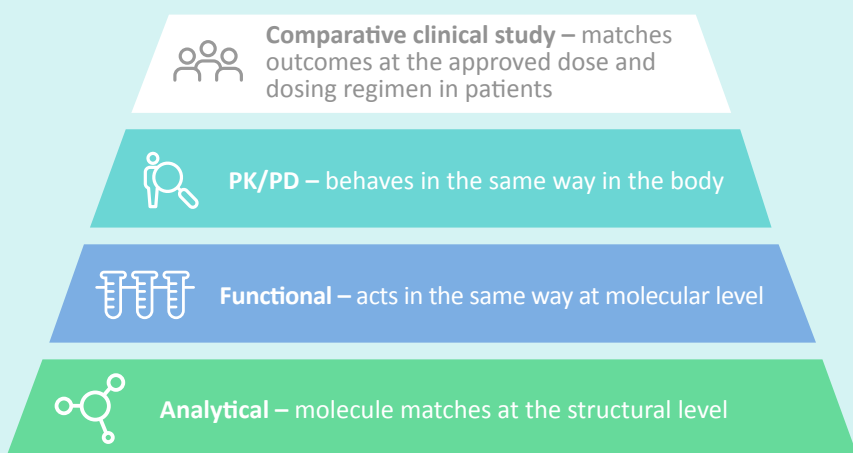 Comparative clinical study – matches
outcomes at the approved dose and
dosing regimen in patients
PK/PD – behaves in the same way in the body
Functional – acts in the same way at molecular level
Analytical – molecule matches at the structural level